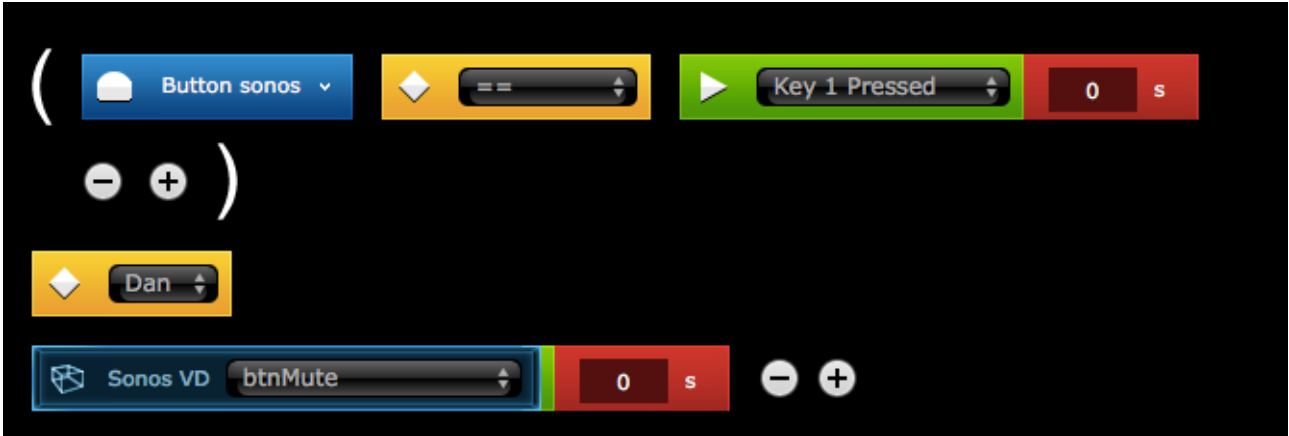 ( Button sonos == Key 1 Pressed 0 s
− + )
Dan
Sonos VD btnMute 0 s − +